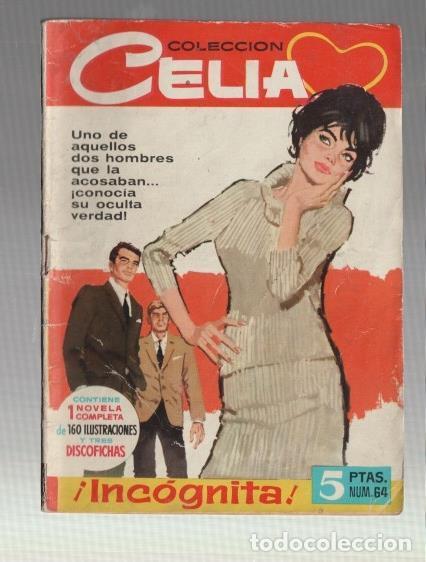 COLECCION
CELIA
Uno de
aquellos
dos hombres
que la
acosaban...
¡conocía
su oculta
verdad!
CONTIENE
1 NOVELA
COMPLETA
de 160 ILUSTRACIONES
Y TRES
DISCOFICHAS
¡Incógnita!
5 PTAS.
NUM. 64
todocoleccion.net